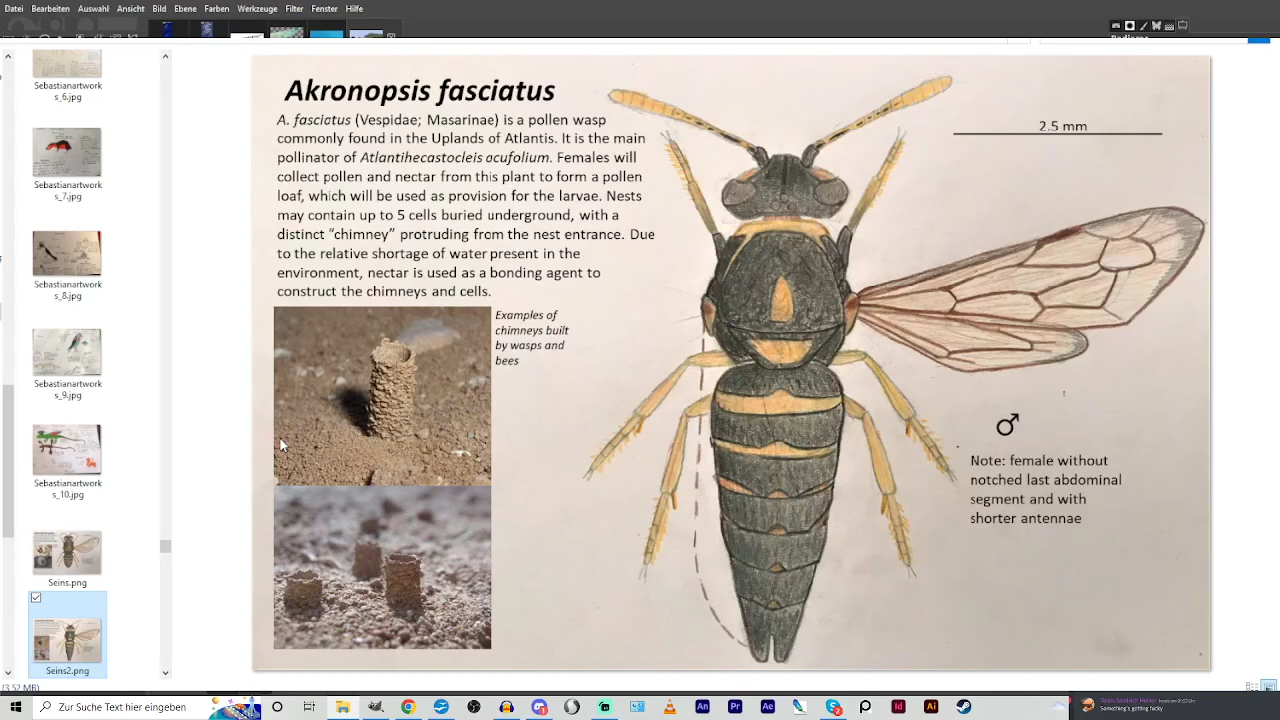 Datei Bearbeiten Ansicht Bild Ebene Farben Werkzeuge Filter Fenster Hilfe
Sebastianartwork
s_6.jpg
Sebastianartwork
s_7.jpg
Sebastianartwork
s_8.jpg
Sebastianartwork
s_9.jpg
Sebastianartwork
s_10.jpg
Seins.png
Seins2.png
(3,52 MB)
Akronopsis fasciatus
A. fasciatus (Vespidae; Masarinae) is a pollen wasp
commonly found in the Uplands of Atlantis. It is the main
pollinator of Atlantihecastocleia cufolium. Females will
collect pollen and nectar from this plant to form a pollen
loaf, which will be used as provision for the larvae. Nests
may contain up to 5 cells buried underground, with a
distinct “chimney” protruding from the nest entrance. Due
to the relative shortage of water present in the
environment, nectar is used as a bonding agent to
construct the chimneys and cells.
Examples of
chimneys built
by wasps and
bees
2.5 mm
♂
Note: female without
notched last abdominal
segment and with
shorter antennae
Zur Suche Text hier eingeben
Something's getting